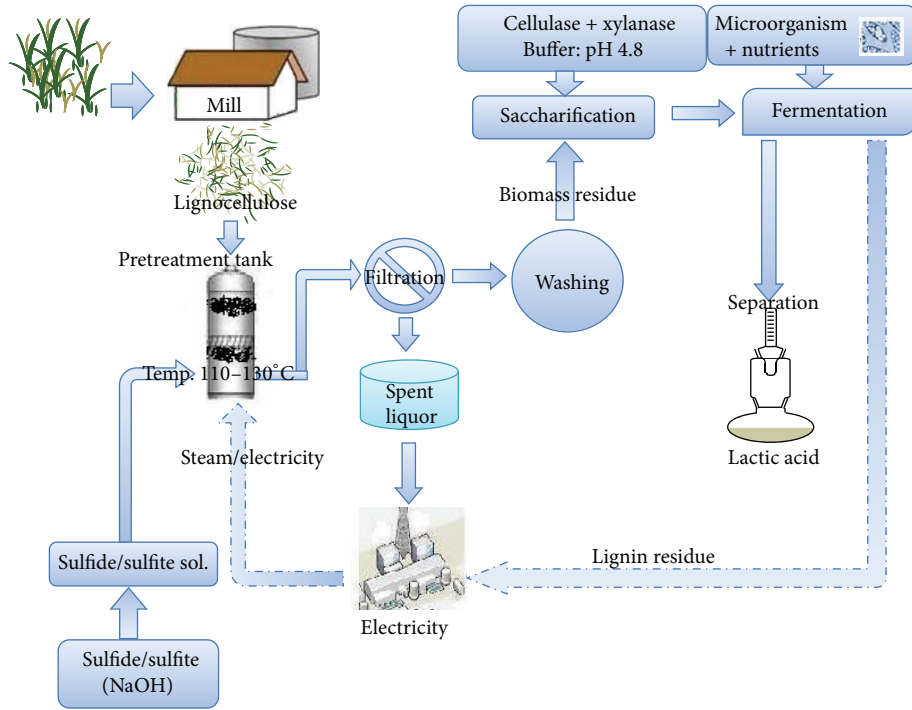 Cellulase + xylanase
Buffer: pH 4.8
Microorganism
+ nutrients
Mill
Saccharification
Fermentation
Lignocellulose
Biomass residue
Pretreatment tank
Filtration
Washing
Separation
Temp. 110–130°C
Spent
liquor
Steam/electricity
Lactic acid
Sulfide/sulfite sol.
Lignin residue
Electricity
Sulfide/sulfite
(NaOH)